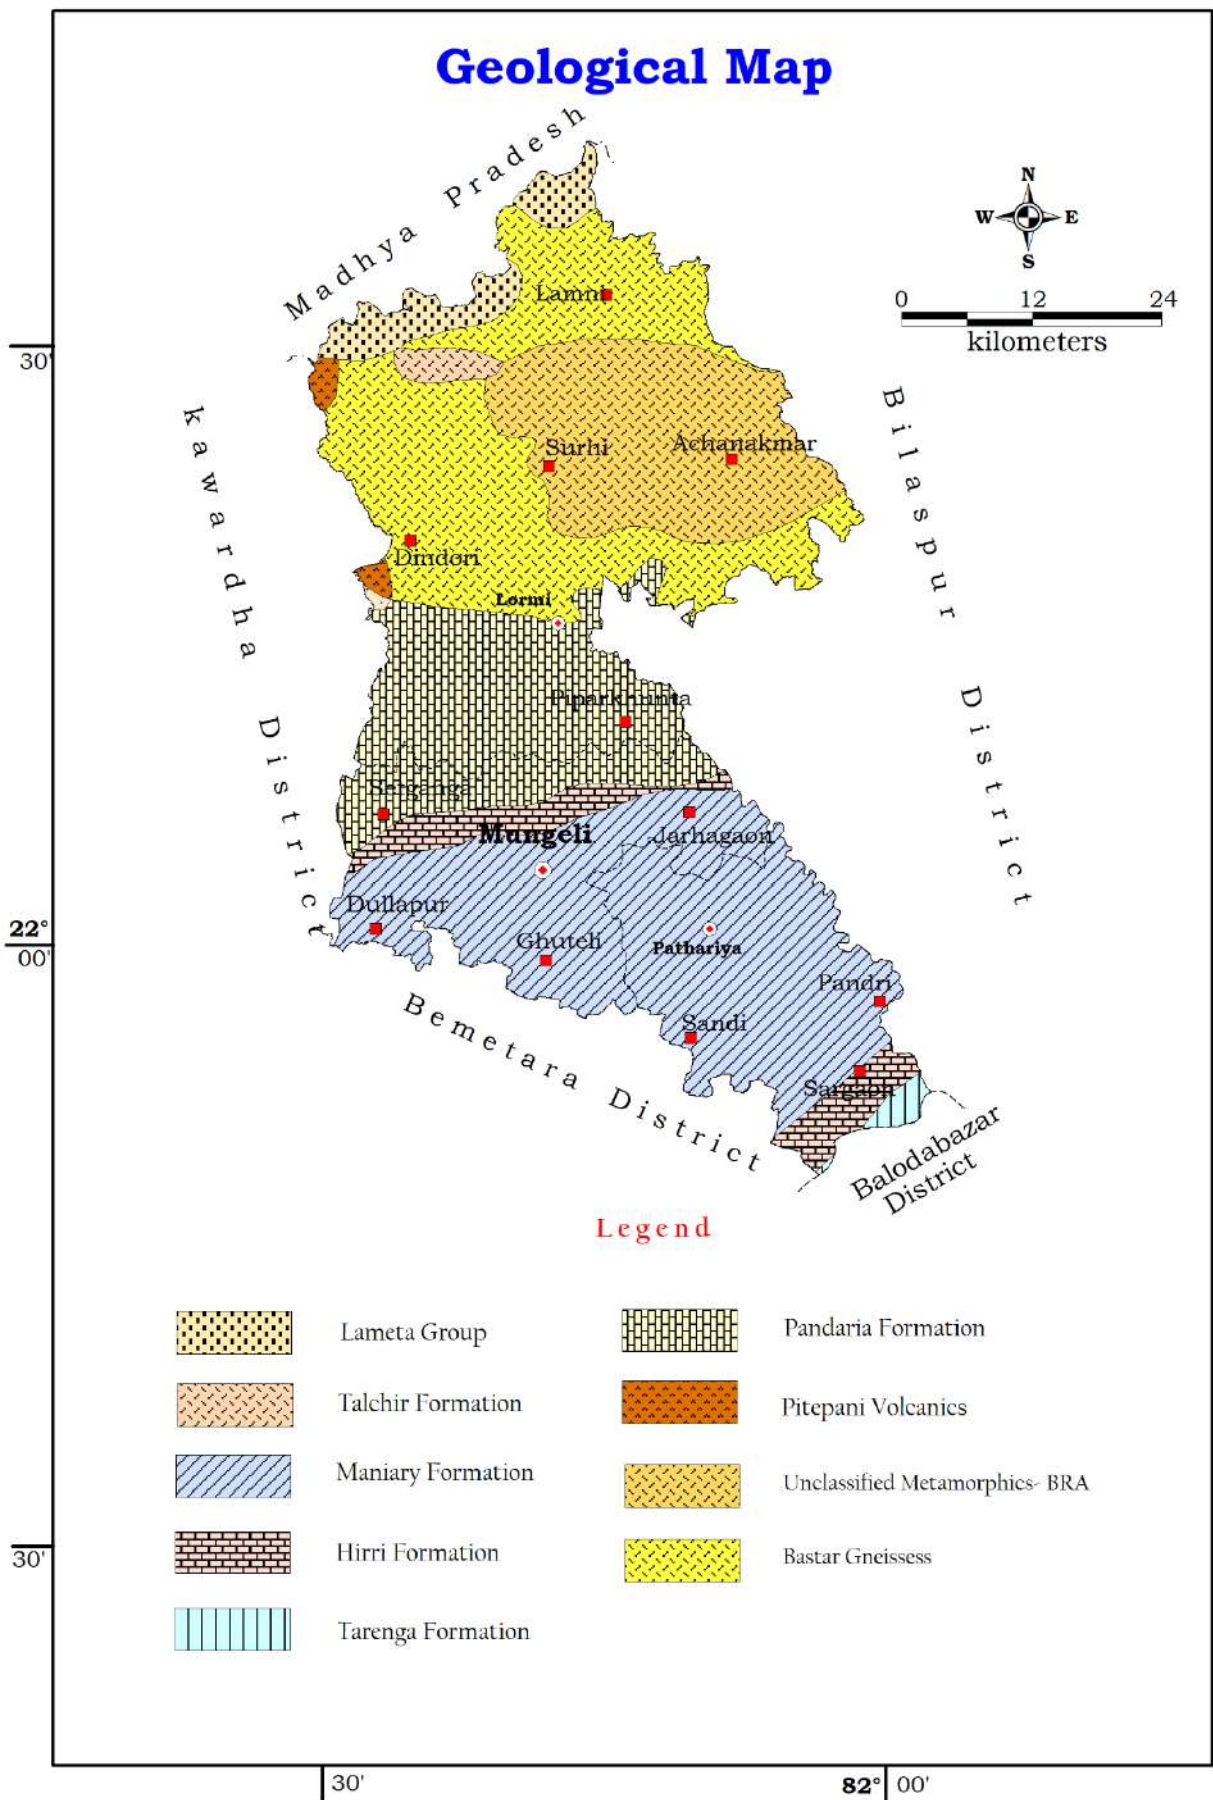 Geological Map
Madhya Pradesh
N
W E
S
0 12 24
kilometers
30'
Lamni
kawardha District
Bilaspur District
Surhi
Achanakmar
Dindori
Lormi
Piparkhunta
Setganga
Mungeli
Jarhagaon
Dullapur
22°
00'
Ghuteli
Pathariya
Pandri
Sandi
Bemetara District
Sargaon
Balodabazar
District
Legend
Lameta Group
Pandaria Formation
Talchir Formation
Pitepani Volcanics
Maniary Formation
Unclassified Metamorphics- BRA
Hirri Formation
Bastar Gneissess
30'
Tarenga Formation
30'
82° 00'